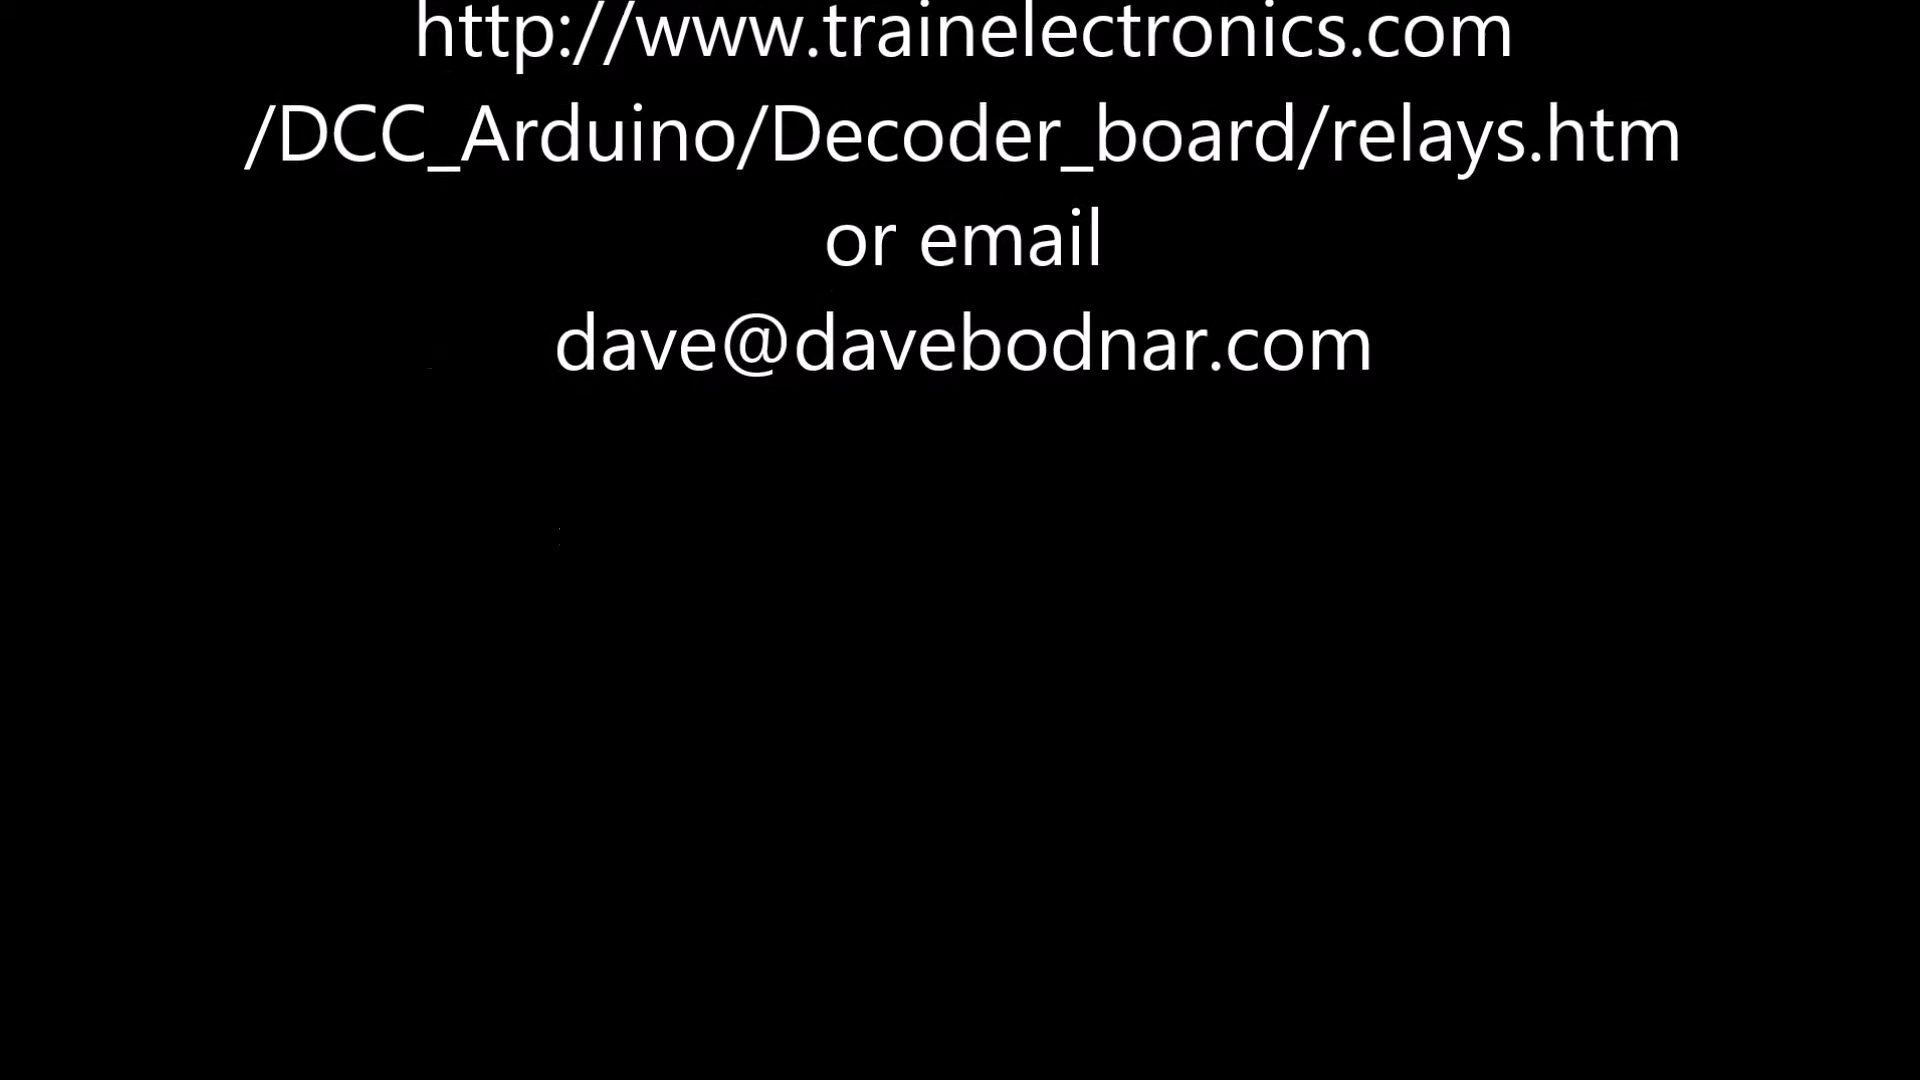 http://www.trainelectronics.com
/DCC_Arduino/Decoder_board/relays.htm
or email
dave@davebodnar.com